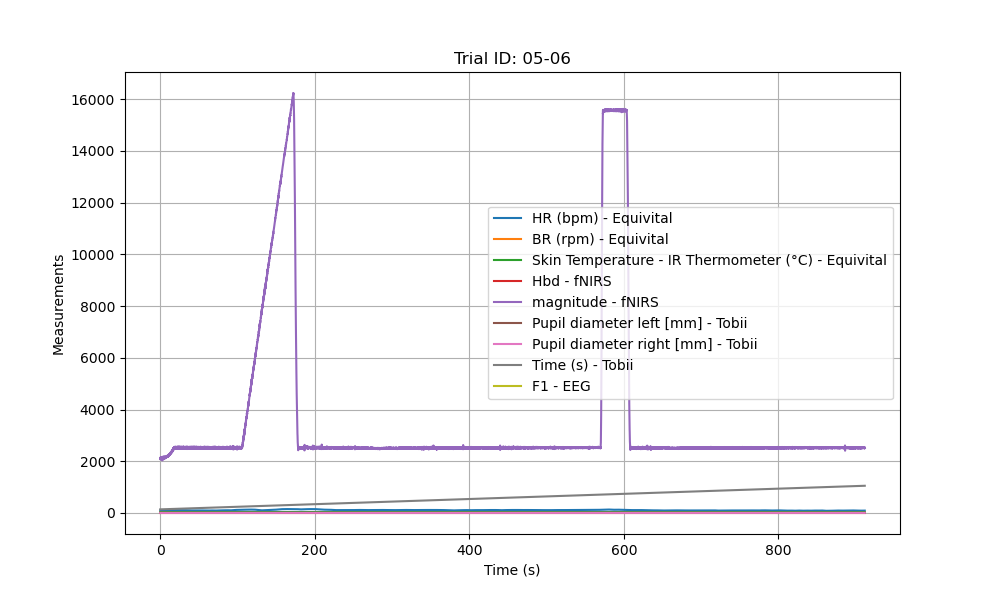 Trial ID: 05-06
Measurements
16000
14000
12000
10000
8000
6000
4000
2000
0
HR (bpm) - Equivital
BR (rpm) - Equivital
Skin Temperature - IR Thermometer (°C) - Equivital
Hbd - fNIRS
magnitude - fNIRS
Pupil diameter left [mm] - Tobii
Pupil diameter right [mm] - Tobii
Time (s) - Tobii
F1 - EEG
0 200 400 600 800
Time (s)